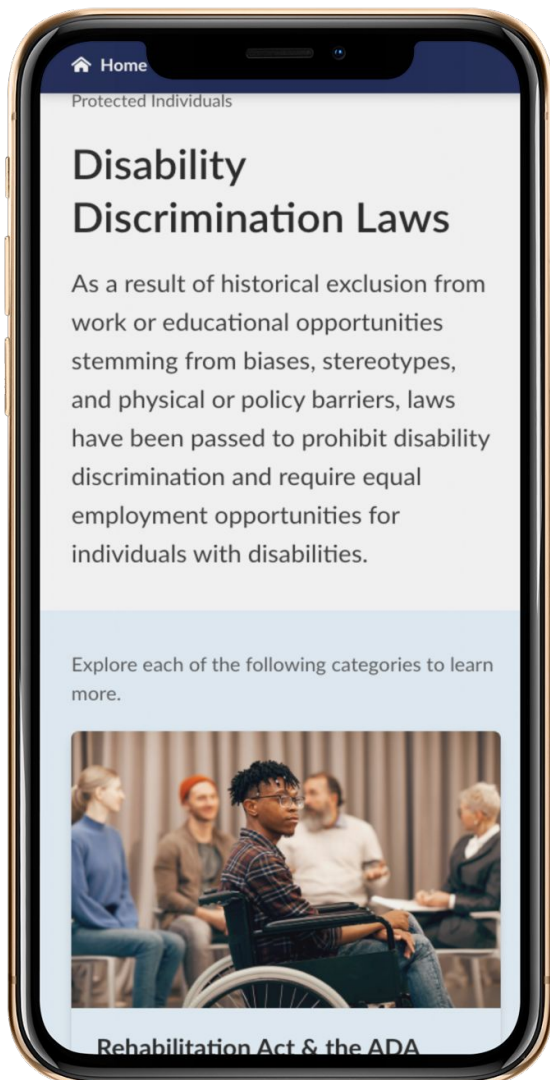 Home
Protected Individuals
Disability
Discrimination Laws
As a result of historical exclusion from
work or educational opportunities
stemming from biases, stereotypes,
and physical or policy barriers, laws
have been passed to prohibit disability
discrimination and require equal
employment opportunities for
individuals with disabilities.
Explore each of the following categories to learn
more.
Rehabilitation Act & the ADA